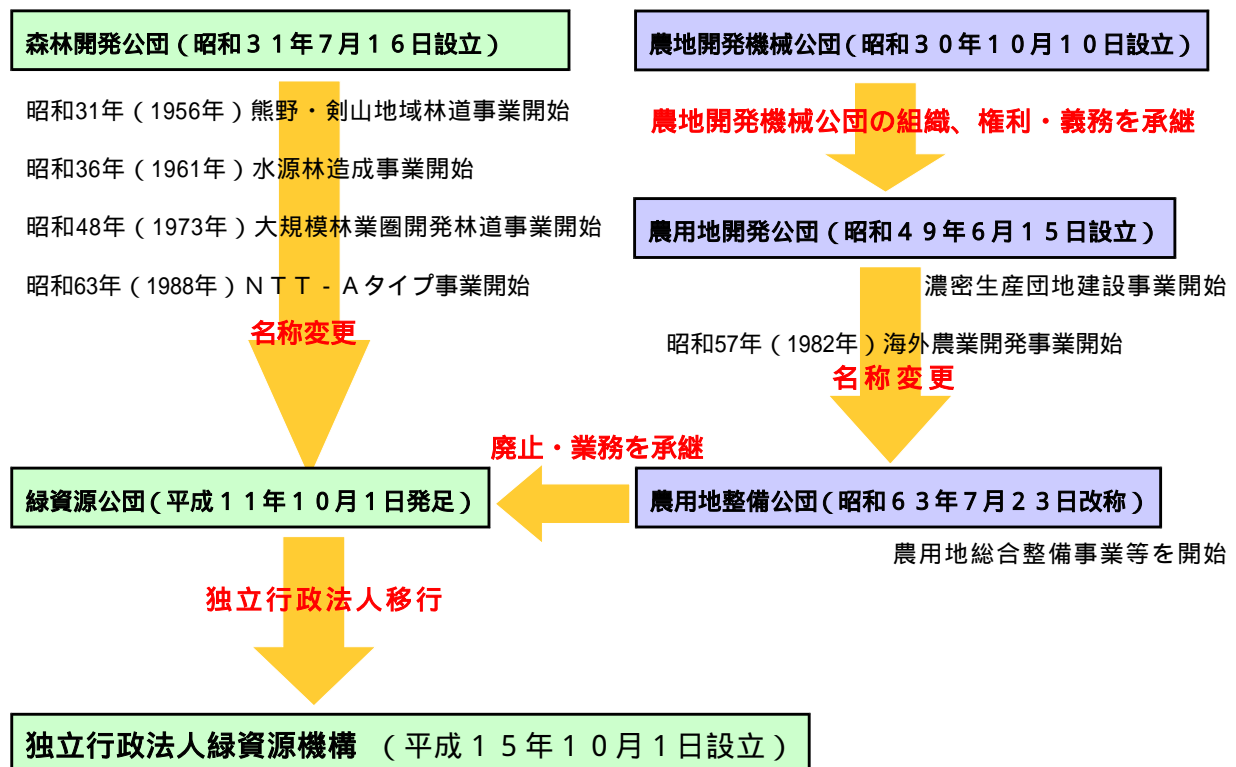 森林開発公団（昭和３１年７月１６日設立）
昭和31年（1956年）熊野・剣山地域林道事業開始
昭和36年（1961年）水源林造成事業開始
昭和48年（1973年）大規模林業圏開発林道事業開始
昭和63年（1988年）ＮＴＴ‐Ａタイプ事業開始
名称変更
農地開発機械公団（昭和３０年１０月１０日設立）
農地開発機械公団の組織、権利・義務を承継
農用地開発公団（昭和４９年６月１５日設立）
濃密生産団地建設事業開始
昭和57年（1982年）海外農業開発事業開始
名称変更
廃止・業務を承継
緑資源公団（平成１１年１０月１日発足）
農用地整備公団（昭和６３年７月２３日改称）
農用地総合整備事業等を開始
独立行政法人移行
独立行政法人緑資源機構　（平成１５年１０月１日設立）